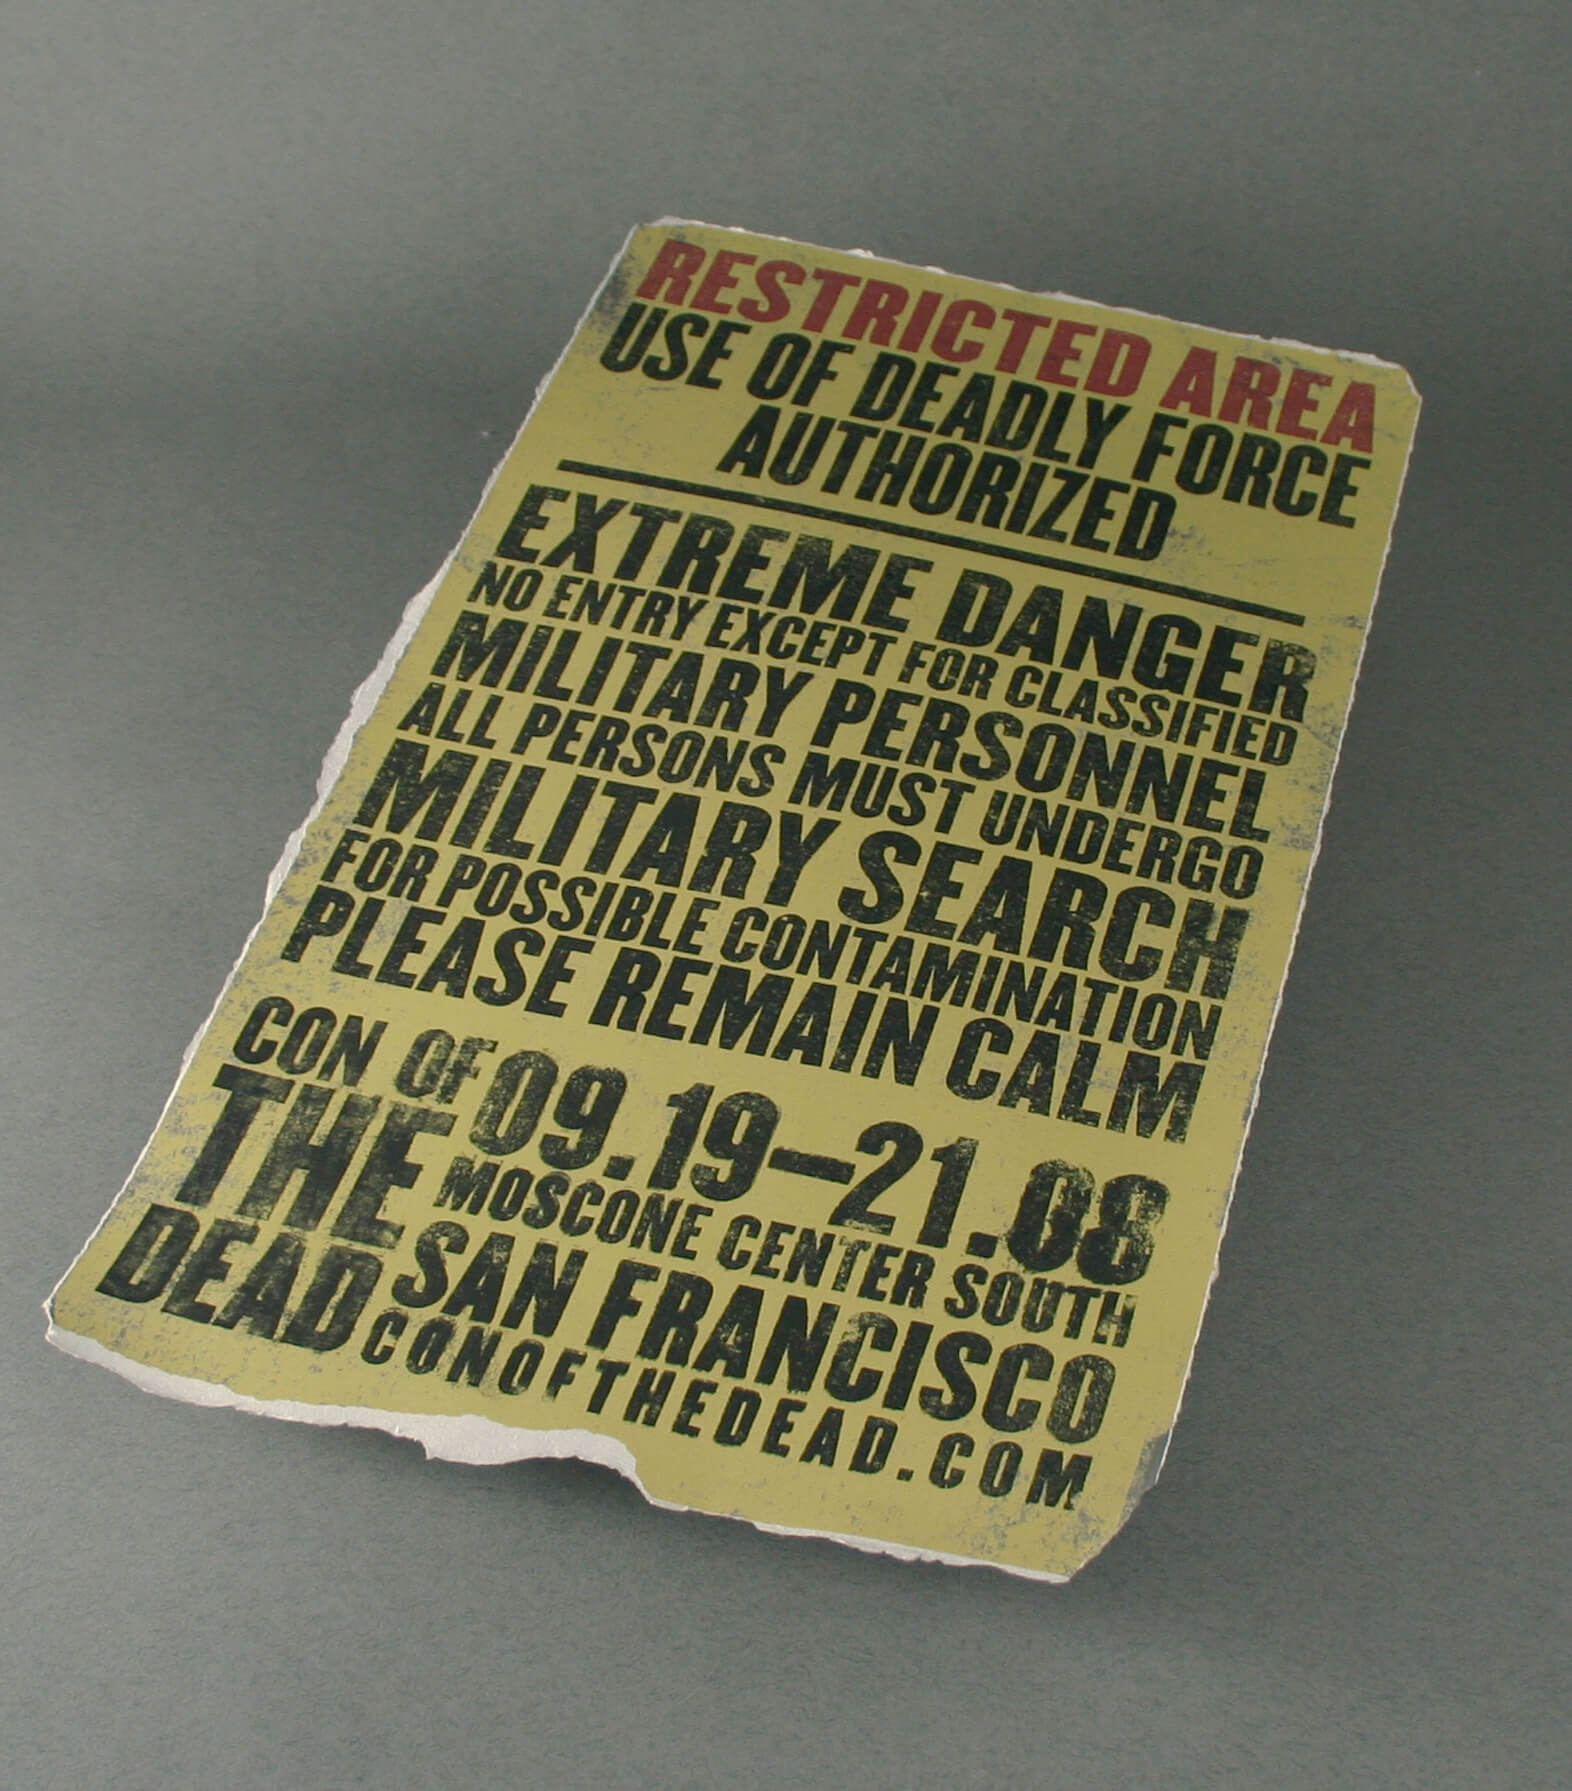 RESTRICTED AREA
USE OF DEADLY FORCE
AUTHORIZED
EXTREME DANGER
NO ENTRY EXCEPT FOR CLASSIFIED
MILITARY PERSONNEL
ALL PERSONS MUST UNDERGO
MILITARY SEARCH
FOR POSSIBLE CONTAMINATION
PLEASE REMAIN CALM
CON OF
THE
DEAD
09.19–21.08
MOSCONE CENTER SOUTH
SAN FRANCISCO
CONOFTHEDEAD.COM